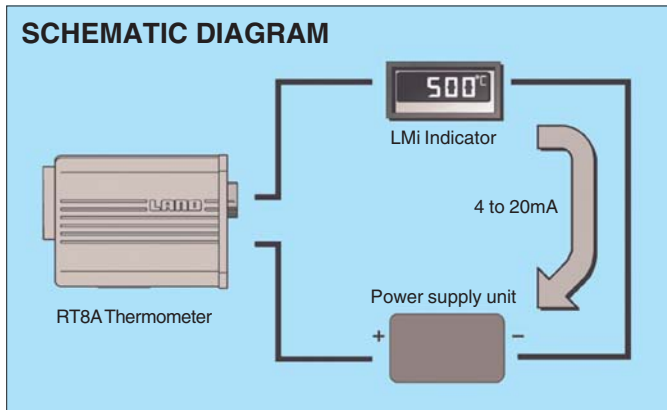 SCHEMATIC DIAGRAM
500°C
LMi Indicator
LAND
4 to 20mA
RT8A Thermometer
Power supply unit
+ −